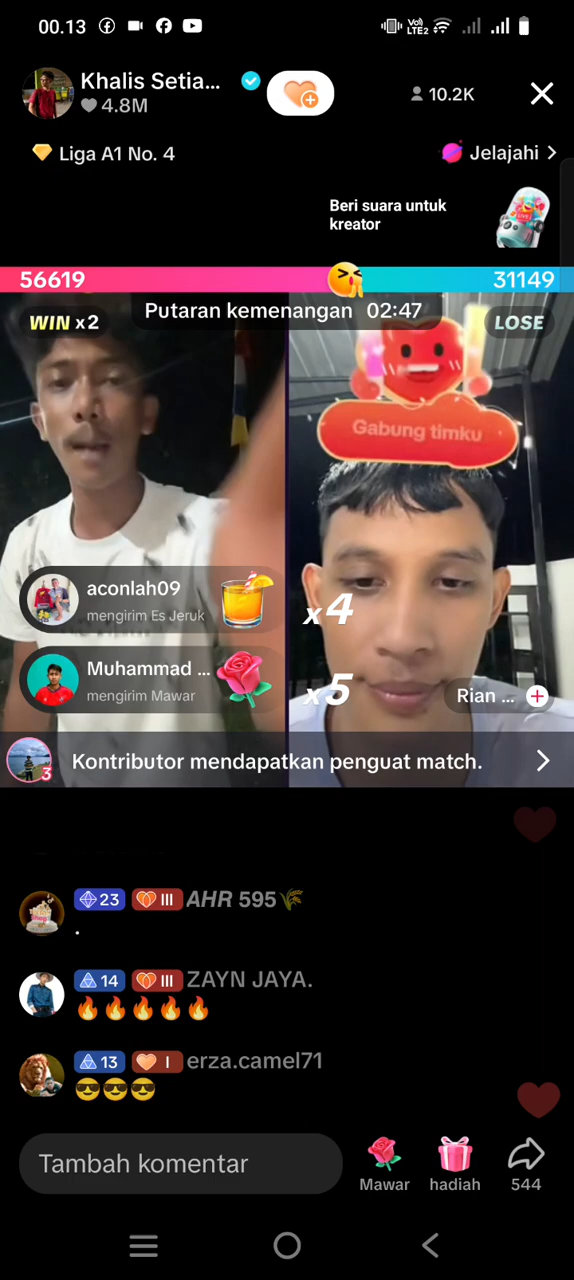 00.13
Vo))
LTE2
Khalis Setia...
4.8M
10.2K
Liga A1 No. 4
Jelajahi >
Beri suara untuk
kreator
56619
31149
WIN x2
Putaran kemenangan 02:47
LOSE
Gabung timku
aconlah09
mengirim Es Jeruk
x4
Muhammad ...
mengirim Mawar
x5
Rian ... +
3
Kontributor mendapatkan penguat match.
23 III AHR 595🌾
.
14 III ZAYN JAYA.
🔥🔥🔥🔥🔥
13 I erza.camel71
😎😎😎
Tambah komentar
Mawar
hadiah
544